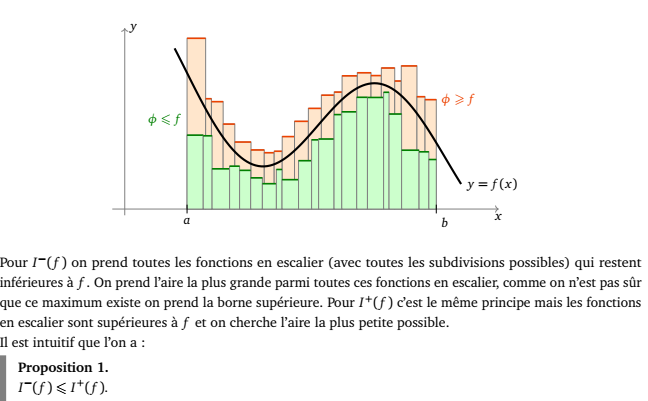 y
ϕ ⩾ f
ϕ ⩽ f
y = f(x)
a
b
x
Pour I⁻(f) on prend toutes les fonctions en escalier (avec toutes les subdivisions possibles) qui restent
inférieures à f. On prend l'aire la plus grande parmi toutes ces fonctions en escalier, comme on n'est pas sûr
que ce maximum existe on prend la borne supérieure. Pour I⁺(f) c'est le même principe mais les fonctions
en escalier sont supérieures à f et on cherche l'aire la plus petite possible.
Il est intuitif que l'on a :
Proposition 1.
I⁻(f) ⩽ I⁺(f).